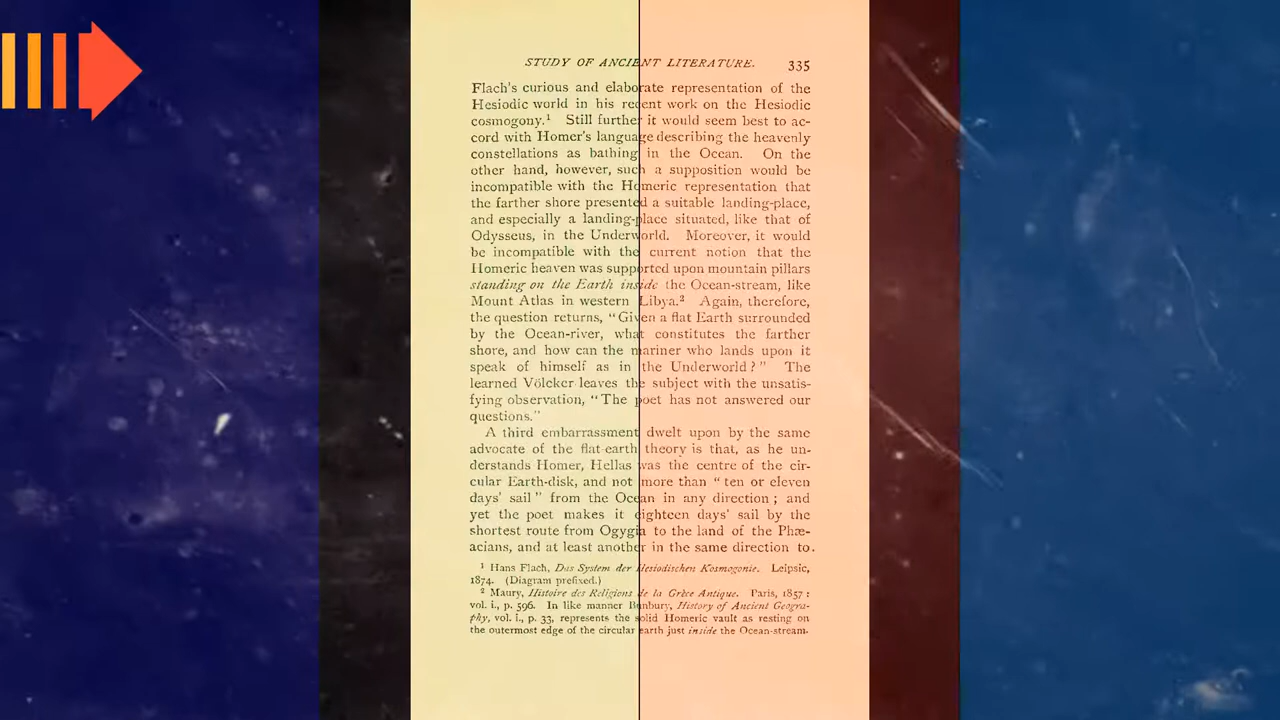 STUDY OF ANCIENT LITERATURE. 335
Flach's curious and elaborate representation of the
Hesiodic world in his recent work on the Hesiodic
cosmogony.¹ Still further it would seem best to ac-
cord with Homer's language describing the heavenly
constellations as bathing in the Ocean. On the
other hand, however, such a supposition would be
incompatible with the Homeric representation that
the farther shore presented a suitable landing-place,
and especially a landing-place situated, like that of
Odysseus, in the Underworld. Moreover, it would
be incompatible with the current notion that the
Homeric heaven was supported upon mountain pillars
standing on the Earth inside the Ocean-stream, like
Mount Atlas in western Libya.² Again, therefore,
the question returns, "Given a flat Earth surrounded
by the Ocean-river, what constitutes the farther
shore, and how can the mariner who lands upon it
speak of himself as in the Underworld?" The
learned Völcker leaves the subject with the unsatis-
fying observation, "The poet has not answered our
questions."
A third embarrassment dwelt upon by the same
advocate of the flat-earth theory is that, as he un-
derstands Homer, Hellas was the centre of the cir-
cular Earth-disk, and not more than "ten or eleven
days' sail" from the Ocean in any direction; and
yet the poet makes it eighteen days' sail by the
shortest route from Ogygia to the land of the Phæ-
acians, and at least another in the same direction to.
¹ Hans Flach, Das System der Hesiodischen Kosmogonie. Leipsic,
1874. (Diagram prefixed.)
² Maury, Histoire des Religions de la Grèce Antique. Paris, 1857:
vol. i., p. 596. In like manner Bunbury, History of Ancient Geogra-
phy, vol. i., p. 33, represents the solid Homeric vault as resting on
the outermost edge of the circular earth just inside the Ocean-stream.